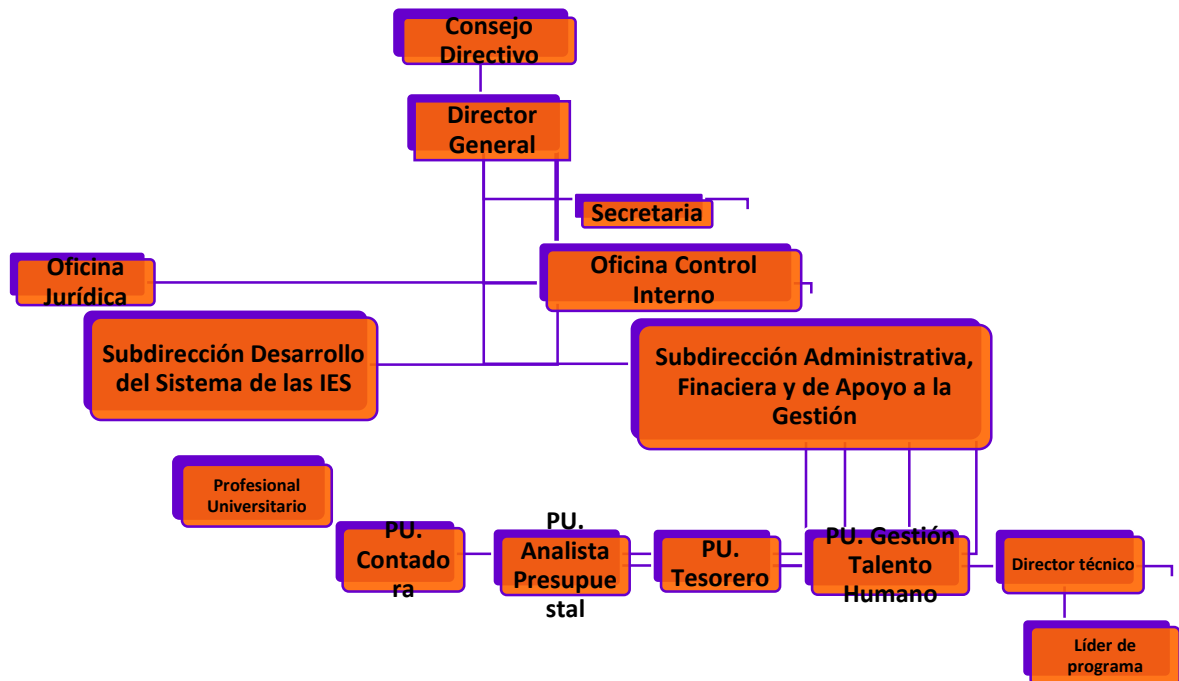 Consejo
Directivo
Director
General
Secretaria
Oficina
Jurídica
Oficina Control
Interno
Subdirección Desarrollo
del Sistema de las IES
Subdirección Administrativa,
Finaciera y de Apoyo a la
Gestión
Profesional
Universitario
PU.
Contado
ra
PU.
Analista
Presupue
stal
PU.
Tesorero
PU. Gestión
Talento
Humano
Director técnico
Líder de
programa